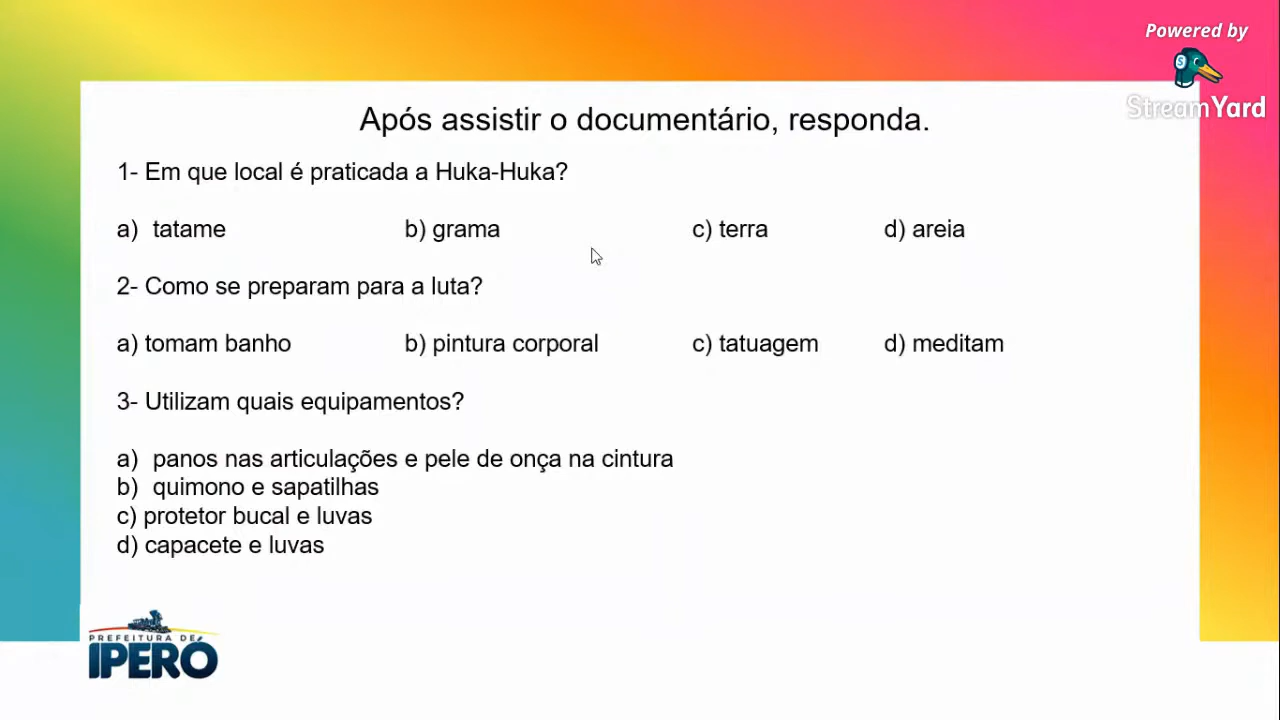 Powered by
StreamYard
Após assistir o documentário, responda.
1- Em que local é praticada a Huka-Huka?
a) tatame b) grama c) terra d) areia
2- Como se preparam para a luta?
a) tomam banho b) pintura corporal c) tatuagem d) meditam
3- Utilizam quais equipamentos?
a) panos nas articulações e pele de onça na cintura
b) quimono e sapatilhas
c) protetor bucal e luvas
d) capacete e luvas
PREFEITURA DE
IPERÓ